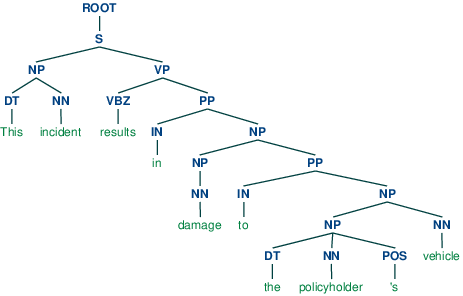 ROOT
S
NP VP
DT NN VBZ PP
This incident results IN NP
in NP PP
NN IN NP
damage to NP NN
DT NN POS vehicle
the policyholder 's